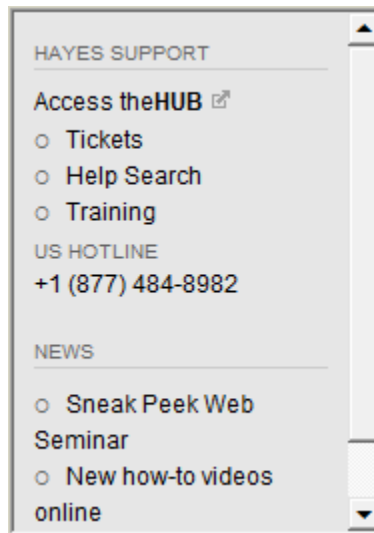 HAYES SUPPORT
Access theHUB
Tickets
Help Search
Training
US HOTLINE
+1 (877) 484-8982
NEWS
Sneak Peek Web
Seminar
New how-to videos
online